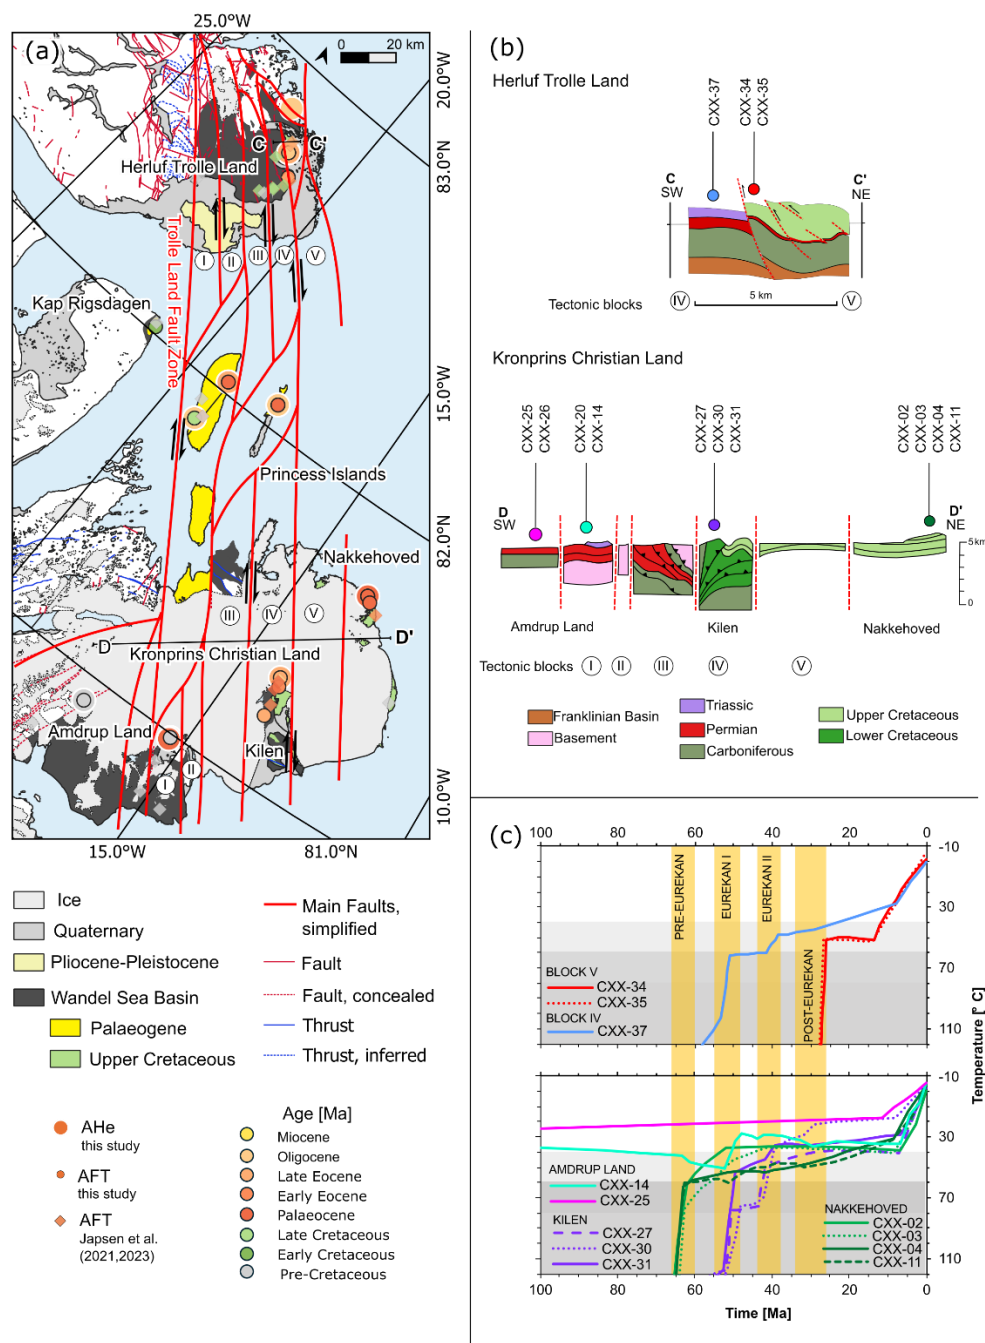 (a)
25.0°W
0 20 km
20.0°W
C C'
Herluf Trolle Land
83.0°N
I II III IV V
Trolle Land Fault Zone
Kap Rigsdagen
15.0°W
Princess Islands
82.0°N
Nakkehoved
III IV V
D D'
Kronprins Christian Land
Amdrup Land
Kilen
I II
10.0°W
15.0°W 81.0°N
Ice
Quaternary
Pliocene-Pleistocene
Wandel Sea Basin
Palaeogene
Upper Cretaceous
Main Faults,
simplified
Fault
Fault, concealed
Thrust
Thrust, inferred
AHe
this study
AFT
this study
AFT
Japsen et al.
(2021,2023)
Age [Ma]
Miocene
Oligocene
Late Eocene
Early Eocene
Palaeocene
Late Cretaceous
Early Cretaceous
Pre-Cretaceous
(b)
Herluf Trolle Land
CXX-37
CXX-34
CXX-35
C
SW
C'
NE
Tectonic blocks IV 5 km V
Kronprins Christian Land
CXX-25
CXX-26
CXX-20
CXX-14
CXX-27
CXX-30
CXX-31
CXX-02
CXX-03
CXX-04
CXX-11
D
SW
D'
NE
5km
0
Amdrup Land Kilen Nakkehoved
Tectonic blocks I II III IV V
Franklinian Basin
Basement
Triassic
Permian
Carboniferous
Upper Cretaceous
Lower Cretaceous
(c)
100 80 60 40 20 0
-10
30
70
110
PRE-EUREKAN
EUREKAN I
EUREKAN II
POST-EUREKAN
BLOCK V
CXX-34
CXX-35
BLOCK IV
CXX-37
Temperature [° C]
-10
30
70
110
AMDRUP LAND
CXX-14
CXX-25
KILEN
CXX-27
CXX-30
CXX-31
NAKKEHOVED
CXX-02
CXX-03
CXX-04
CXX-11
100 80 60 40 20 0
Time [Ma]